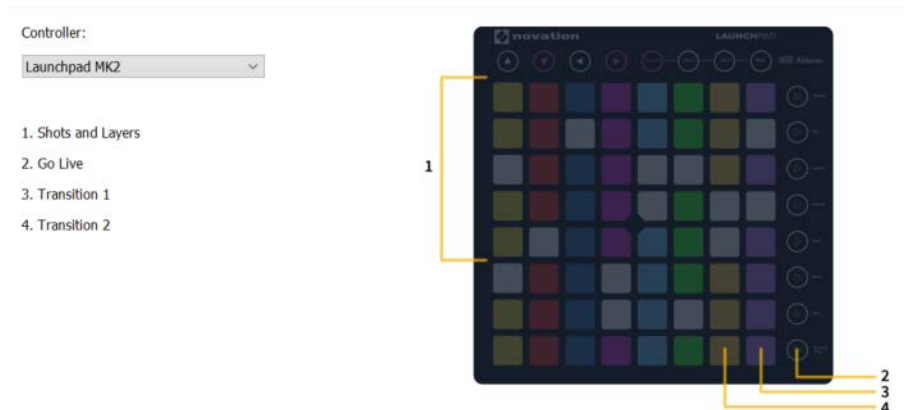 Controller:
Launchpad MK2
1. Shots and Layers
2. Go Live
3. Transition 1
4. Transition 2
novation
LAUNCHPAD
Ableton
1
2
3
4